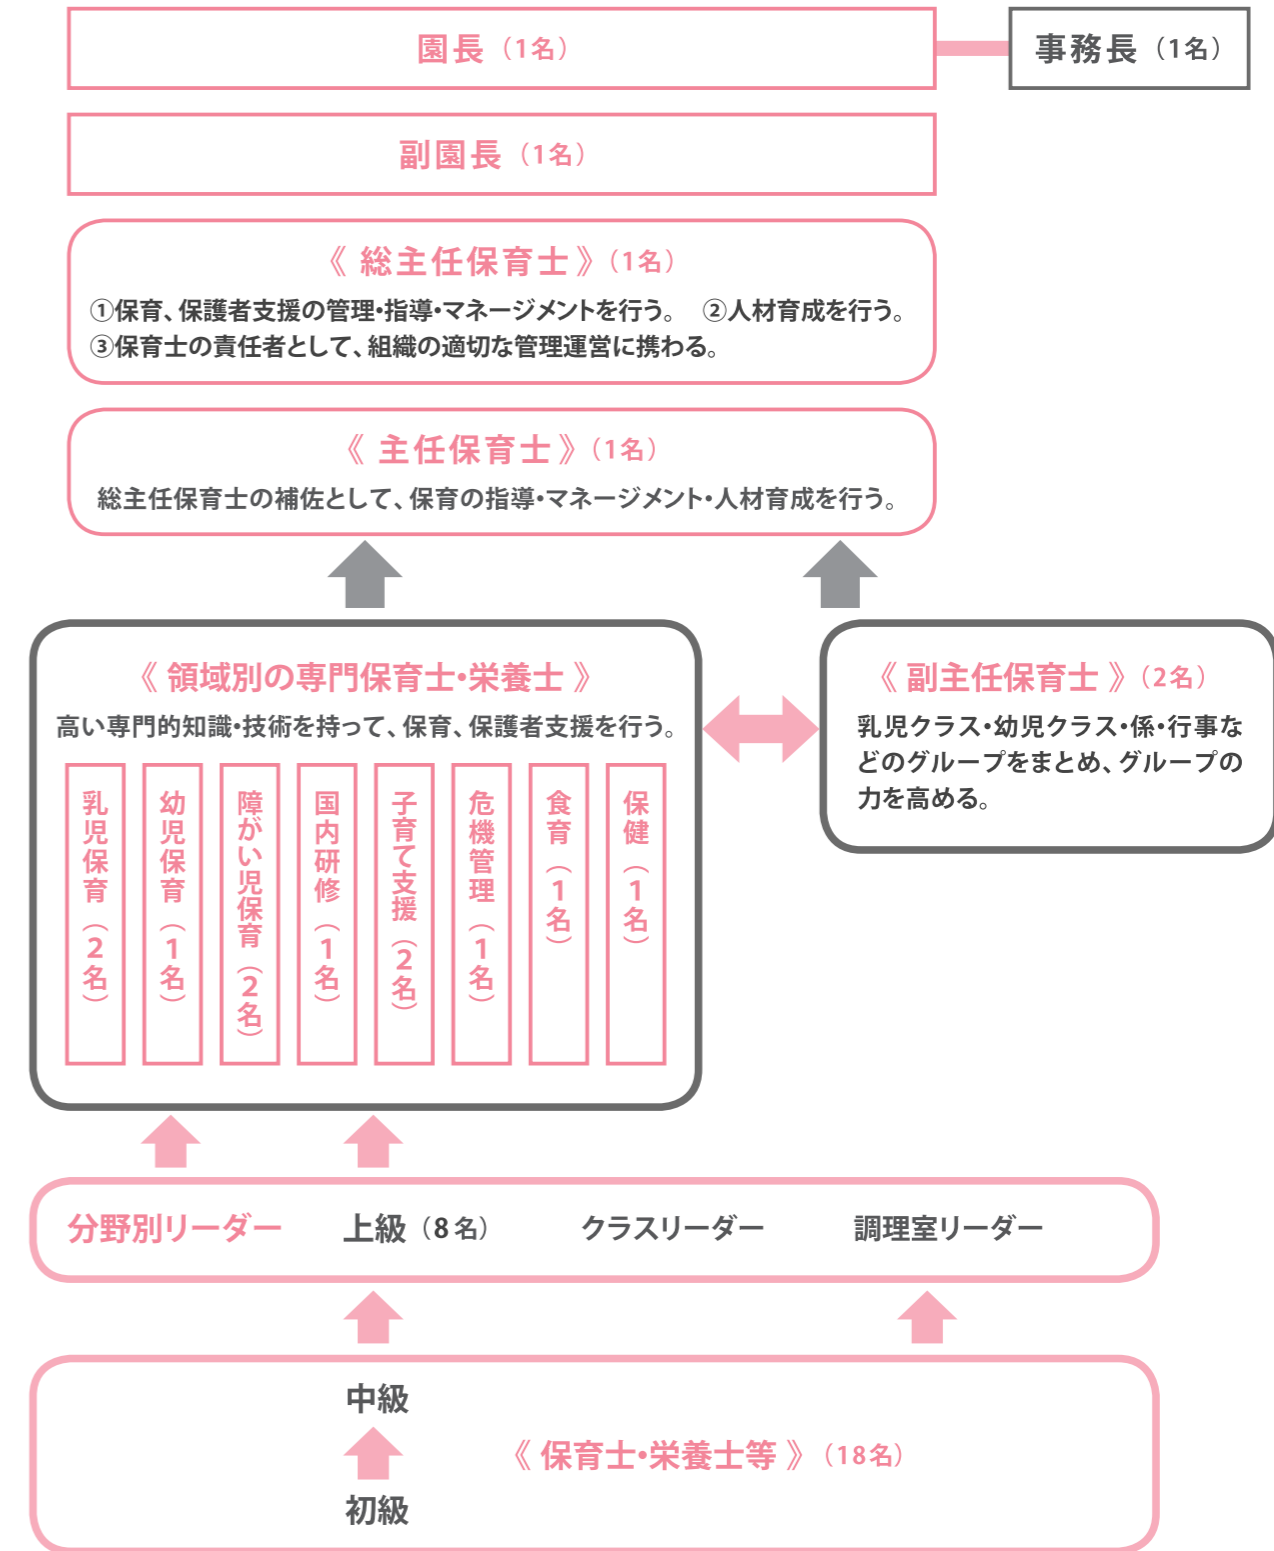 園長（1名）
事務長（1名）
副園長（1名）
《 総主任保育士 》（1名）
①保育、保護者支援の管理・指導・マネージメントを行う。　②人材育成を行う。
③保育士の責任者として、組織の適切な管理運営に携わる。
《 主任保育士 》（1名）
総主任保育士の補佐として、保育の指導・マネージメント・人材育成を行う。
《 領域別の専門保育士・栄養士 》
高い専門的知識・技術を持って、保育、保護者支援を行う。
乳児保育（2名）
幼児保育（1名）
障がい児保育（2名）
国内研修（1名）
子育て支援（2名）
危機管理（1名）
食育（1名）
保健（1名）
《 副主任保育士 》（2名）
乳児クラス・幼児クラス・係・行事な
どのグループをまとめ、グループの
力を高める。
分野別リーダー
上級（8名）
クラスリーダー
調理室リーダー
中級
《 保育士・栄養士等 》（18名）
初級